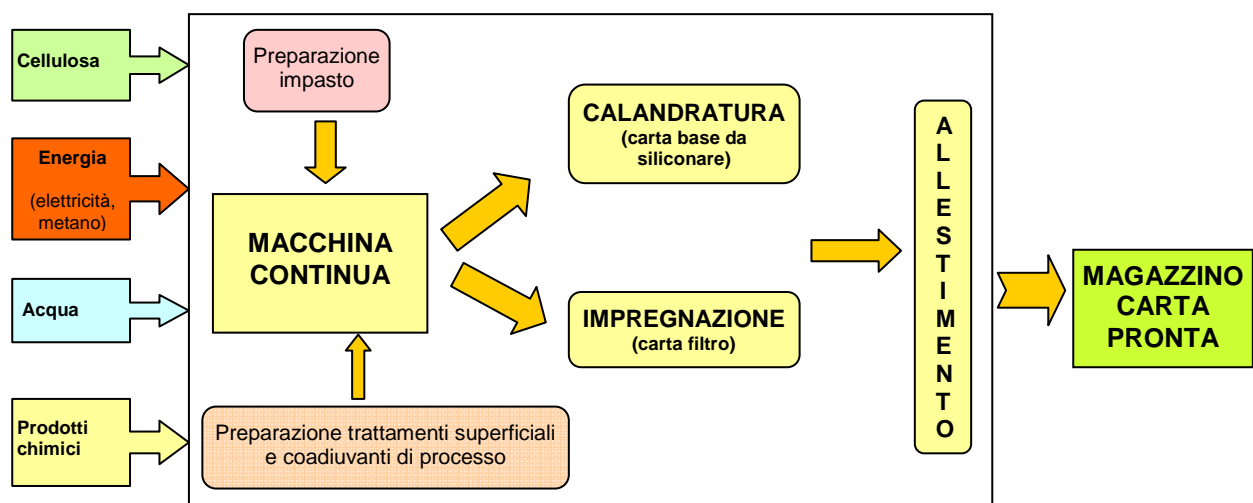 Cellulosa
Energia
(elettricità,
metano)
Acqua
Prodotti
chimici
Preparazione
impasto
MACCHINA
CONTINUA
Preparazione trattamenti superficiali
e coadiuvanti di processo
CALANDRATURA
(carta base da
siliconare)
IMPREGNAZIONE
(carta filtro)
A
L
L
E
S
T
I
M
E
N
T
O
MAGAZZINO
CARTA
PRONTA